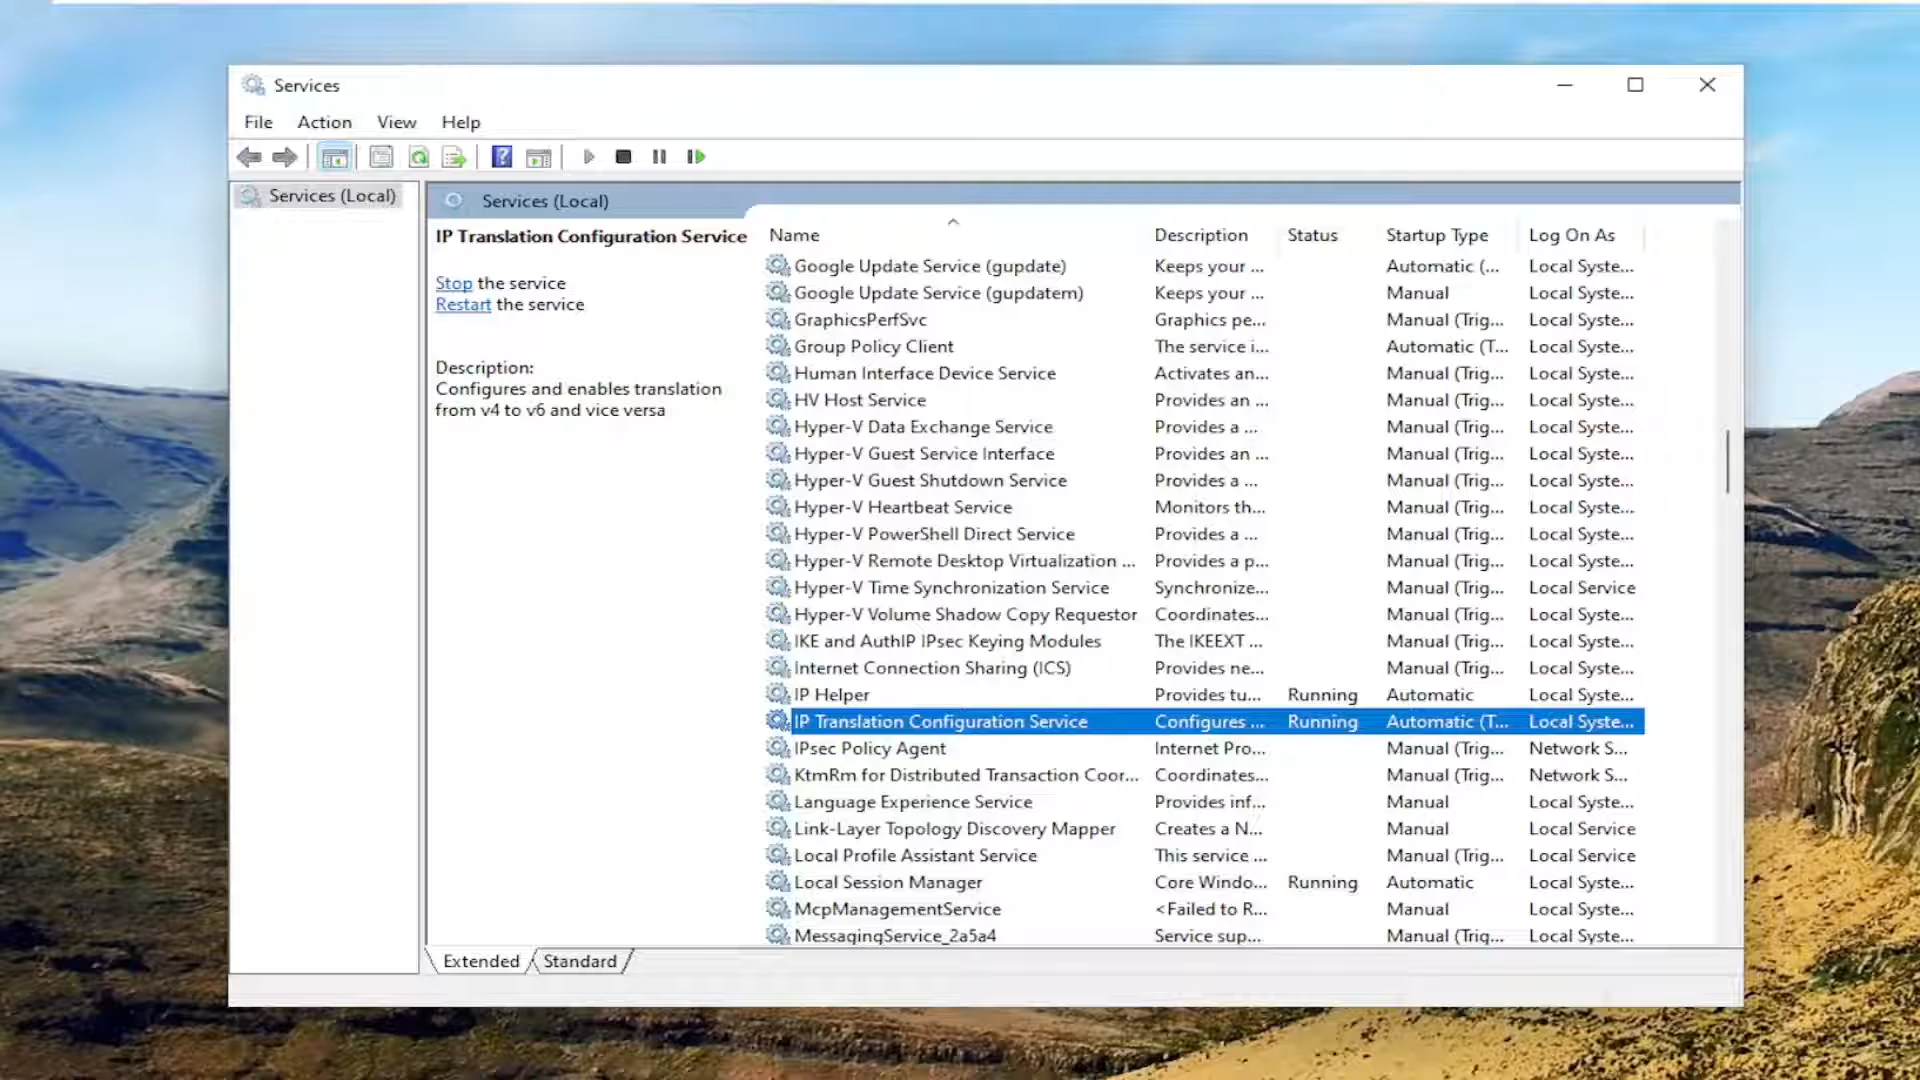 Services
File Action View Help
Services (Local)
Services (Local)
IP Translation Configuration Service
Stop the service
Restart the service
Description:
Configures and enables translation
from v4 to v6 and vice versa
Name Description Status Startup Type Log On As
Google Update Service (gupdate) Keeps your ... Automatic (... Local Syste...
Google Update Service (gupdatem) Keeps your ... Manual Local Syste...
GraphicsPerfSvc Graphics pe... Manual (Trig... Local Syste...
Group Policy Client The service i... Automatic (T... Local Syste...
Human Interface Device Service Activates an... Manual (Trig... Local Syste...
HV Host Service Provides an ... Manual (Trig... Local Syste...
Hyper-V Data Exchange Service Provides a ... Manual (Trig... Local Syste...
Hyper-V Guest Service Interface Provides an ... Manual (Trig... Local Syste...
Hyper-V Guest Shutdown Service Provides a ... Manual (Trig... Local Syste...
Hyper-V Heartbeat Service Monitors th... Manual (Trig... Local Syste...
Hyper-V PowerShell Direct Service Provides a ... Manual (Trig... Local Syste...
Hyper-V Remote Desktop Virtualization ... Provides a p... Manual (Trig... Local Syste...
Hyper-V Time Synchronization Service Synchronize... Manual (Trig... Local Service
Hyper-V Volume Shadow Copy Requestor Coordinates... Manual (Trig... Local Syste...
IKE and AuthIP IPsec Keying Modules The IKEEXT ... Manual (Trig... Local Syste...
Internet Connection Sharing (ICS) Provides ne... Manual (Trig... Local Syste...
IP Helper Provides tu... Running Automatic Local Syste...
IP Translation Configuration Service Configures ... Running Automatic (T... Local Syste...
IPsec Policy Agent Internet Pro... Manual (Trig... Network S...
KtmRm for Distributed Transaction Coor... Coordinates... Manual (Trig... Network S...
Language Experience Service Provides inf... Manual Local Syste...
Link-Layer Topology Discovery Mapper Creates a N... Manual Local Service
Local Profile Assistant Service This service ... Manual (Trig... Local Service
Local Session Manager Core Windo... Running Automatic Local Syste...
McpManagementService <Failed to R... Manual Local Syste...
MessagingService_2a5a4 Service sup... Manual (Trig... Local Syste...
Extended Standard